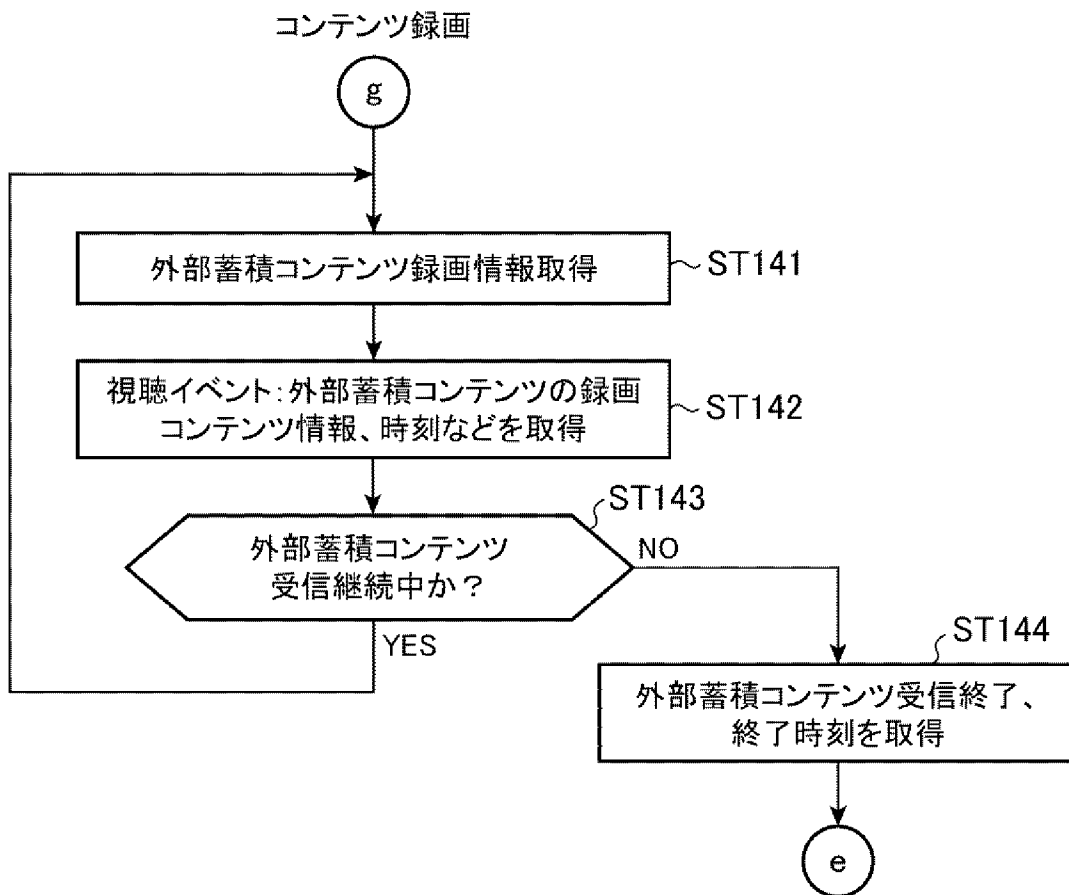 コンテンツ録画
g
外部蓄積コンテンツ録画情報取得
ST141
視聴イベント:外部蓄積コンテンツの録画
コンテンツ情報、時刻などを取得
ST142
ST143
外部蓄積コンテンツ
受信継続中か?
NO
YES
ST144
外部蓄積コンテンツ受信終了、
終了時刻を取得
e